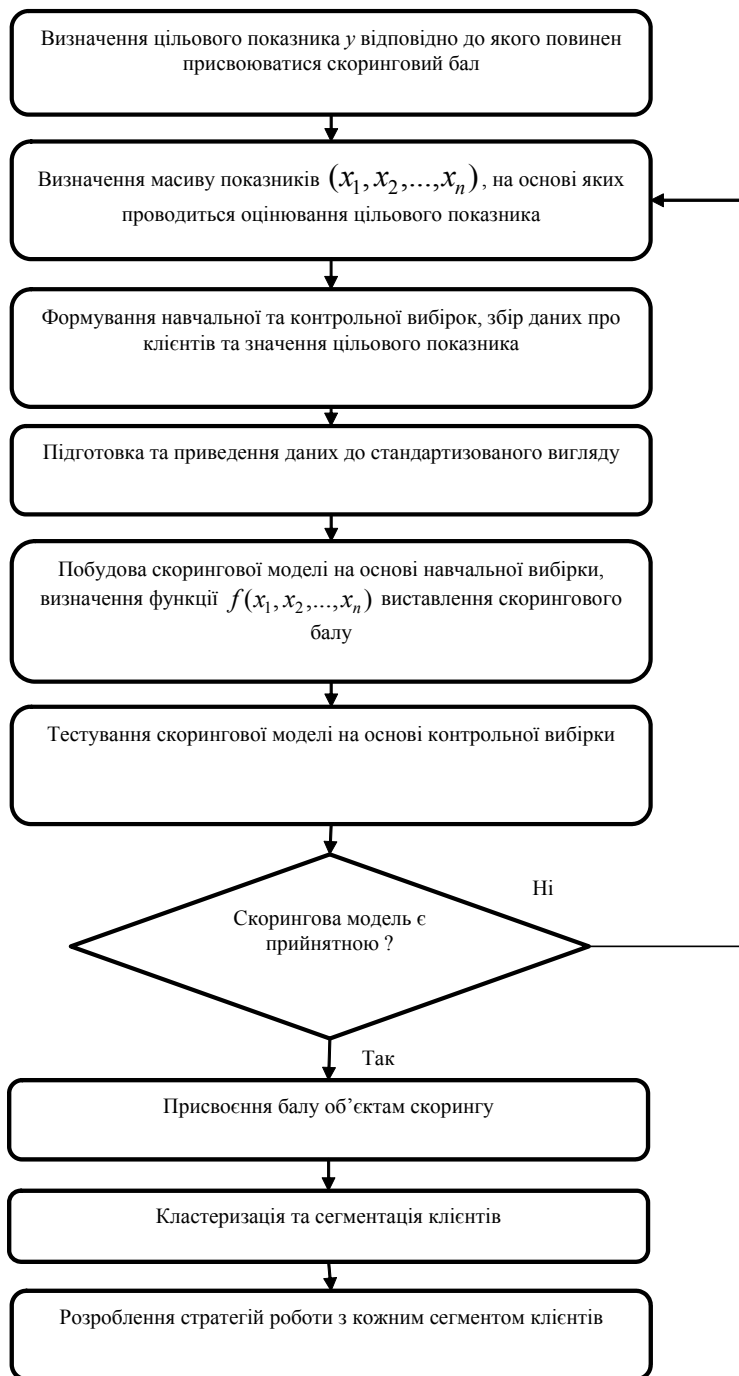 Визначення цільового показника y відповідно до якого повинен
присвоюватися скоринговий бал
Визначення масиву показників (x₁, x₂,..., xₙ), на основі яких
проводиться оцінювання цільового показника
Формування навчальної та контрольної вибірок, збір даних про
клієнтів та значення цільового показника
Підготовка та приведення даних до стандартизованого вигляду
Побудова скорингової моделі на основі навчальної вибірки,
визначення функції f(x₁, x₂,..., xₙ) виставлення скорингового
балу
Тестування скорингової моделі на основі контрольної вибірки
Ні
Скорингова модель є
прийнятною ?
Так
Присвоєння балу об’єктам скорингу
Кластеризація та сегментація клієнтів
Розроблення стратегій роботи з кожним сегментом клієнтів